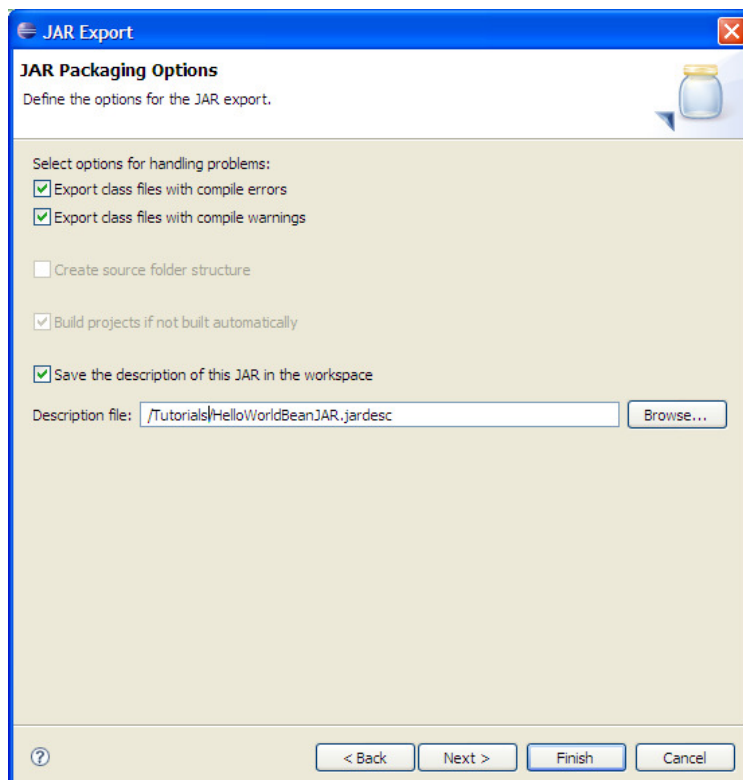 JAR Export
JAR Packaging Options
Define the options for the JAR export.
Select options for handling problems:
Export class files with compile errors
Export class files with compile warnings
Create source folder structure
Build projects if not built automatically
Save the description of this JAR in the workspace
Description file: /Tutorials/HelloWorldBeanJAR.jardesc Browse...
? < Back Next > Finish Cancel